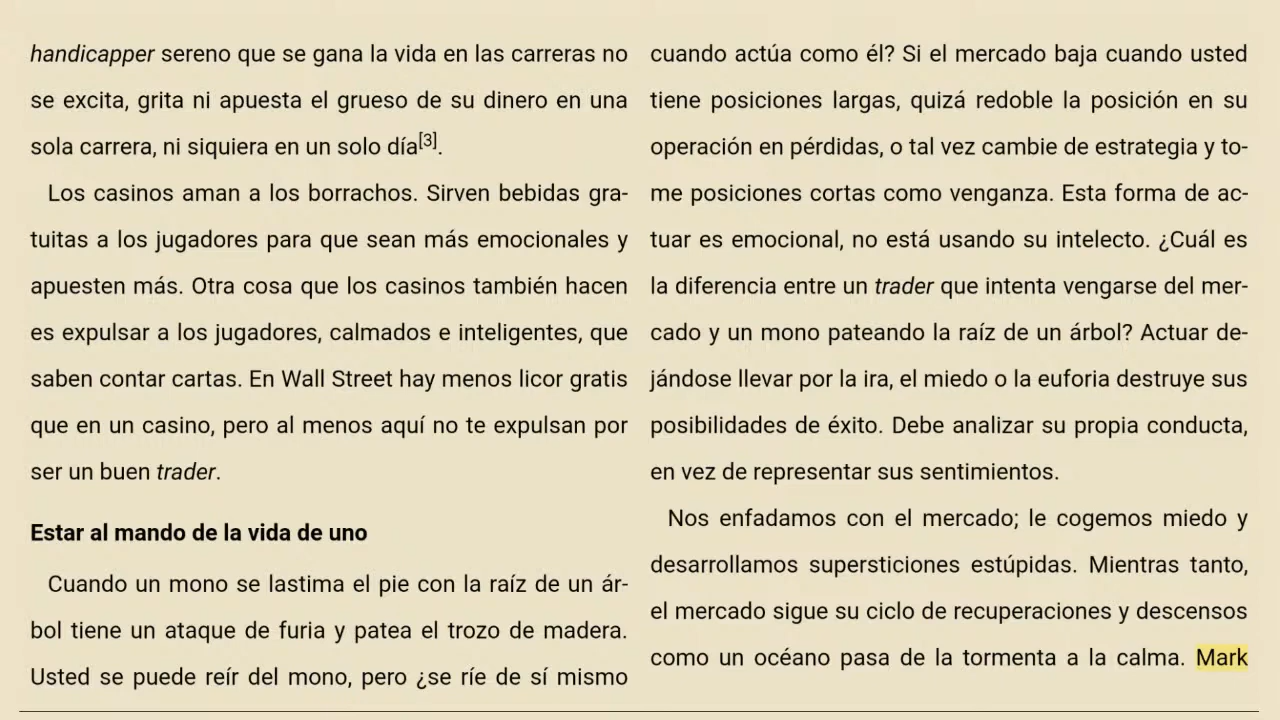 handicapper sereno que se gana la vida en las carreras no
se excita, grita ni apuesta el grueso de su dinero en una
sola carrera, ni siquiera en un solo día[3].
Los casinos aman a los borrachos. Sirven bebidas gra-
tuitas a los jugadores para que sean más emocionales y
apuesten más. Otra cosa que los casinos también hacen
es expulsar a los jugadores, calmados e inteligentes, que
saben contar cartas. En Wall Street hay menos licor gratis
que en un casino, pero al menos aquí no te expulsan por
ser un buen trader.
Estar al mando de la vida de uno
Cuando un mono se lastima el pie con la raíz de un ár-
bol tiene un ataque de furia y patea el trozo de madera.
Usted se puede reír del mono, pero ¿se ríe de sí mismo
cuando actúa como él? Si el mercado baja cuando usted
tiene posiciones largas, quizá redoble la posición en su
operación en pérdidas, o tal vez cambie de estrategia y to-
me posiciones cortas como venganza. Esta forma de ac-
tuar es emocional, no está usando su intelecto. ¿Cuál es
la diferencia entre un trader que intenta vengarse del mer-
cado y un mono pateando la raíz de un árbol? Actuar de-
jándose llevar por la ira, el miedo o la euforia destruye sus
posibilidades de éxito. Debe analizar su propia conducta,
en vez de representar sus sentimientos.
Nos enfadamos con el mercado; le cogemos miedo y
desarrollamos supersticiones estúpidas. Mientras tanto,
el mercado sigue su ciclo de recuperaciones y descensos
como un océano pasa de la tormenta a la calma. Mark